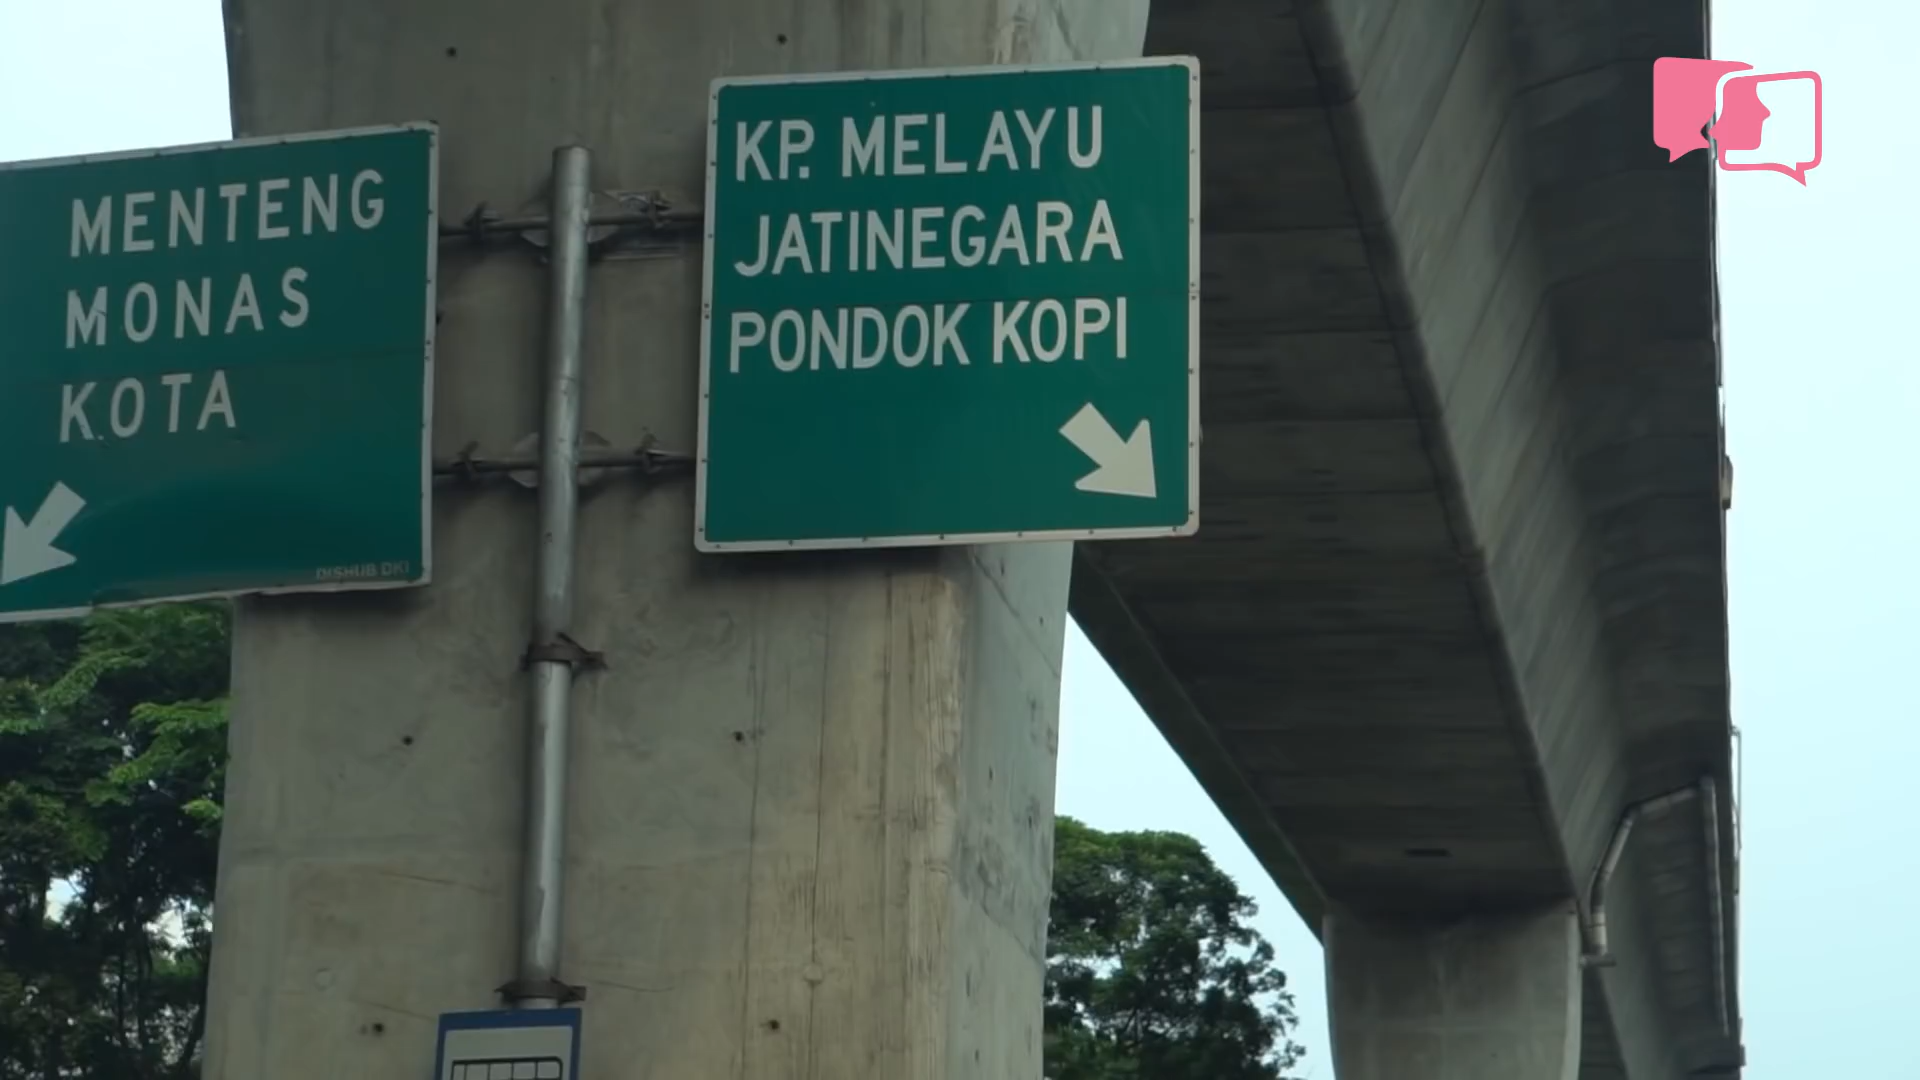 MENTENG
MONAS
KOTA
DISHUB DKI
KP. MELAYU
JATINEGARA
PONDOK KOPI